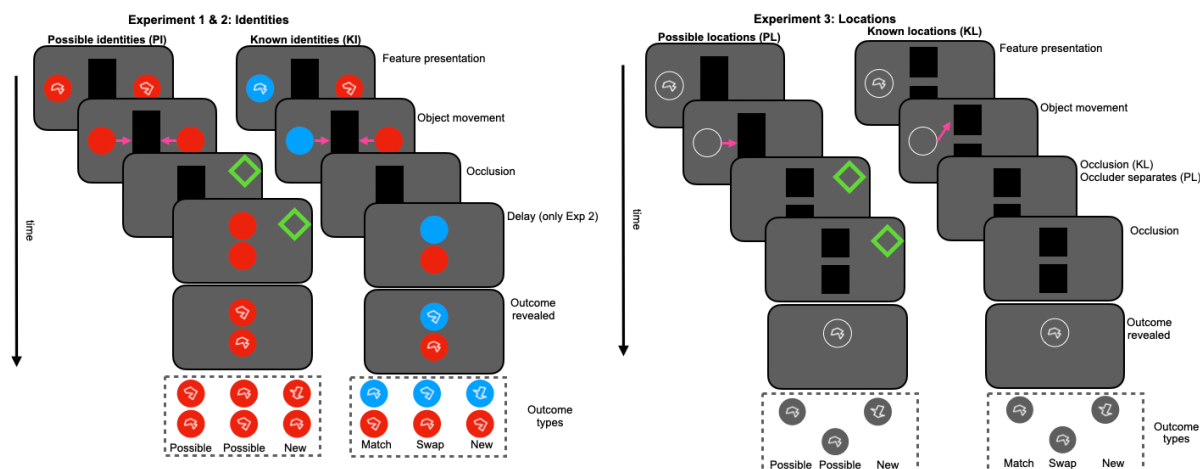 Experiment 1 & 2: Identities
Possible identities (PI)
Known identities (KI)
Feature presentation
Object movement
Occlusion
Delay (only Exp 2)
Outcome
revealed
time
Possible
Possible
New
Match
Swap
New
Outcome
types
Experiment 3: Locations
Possible locations (PL)
Known locations (KL)
Feature presentation
Object movement
Occlusion (KL)
Occluder separates (PL)
Occlusion
Outcome
revealed
time
Possible
Possible
New
Match
Swap
New
Outcome
types